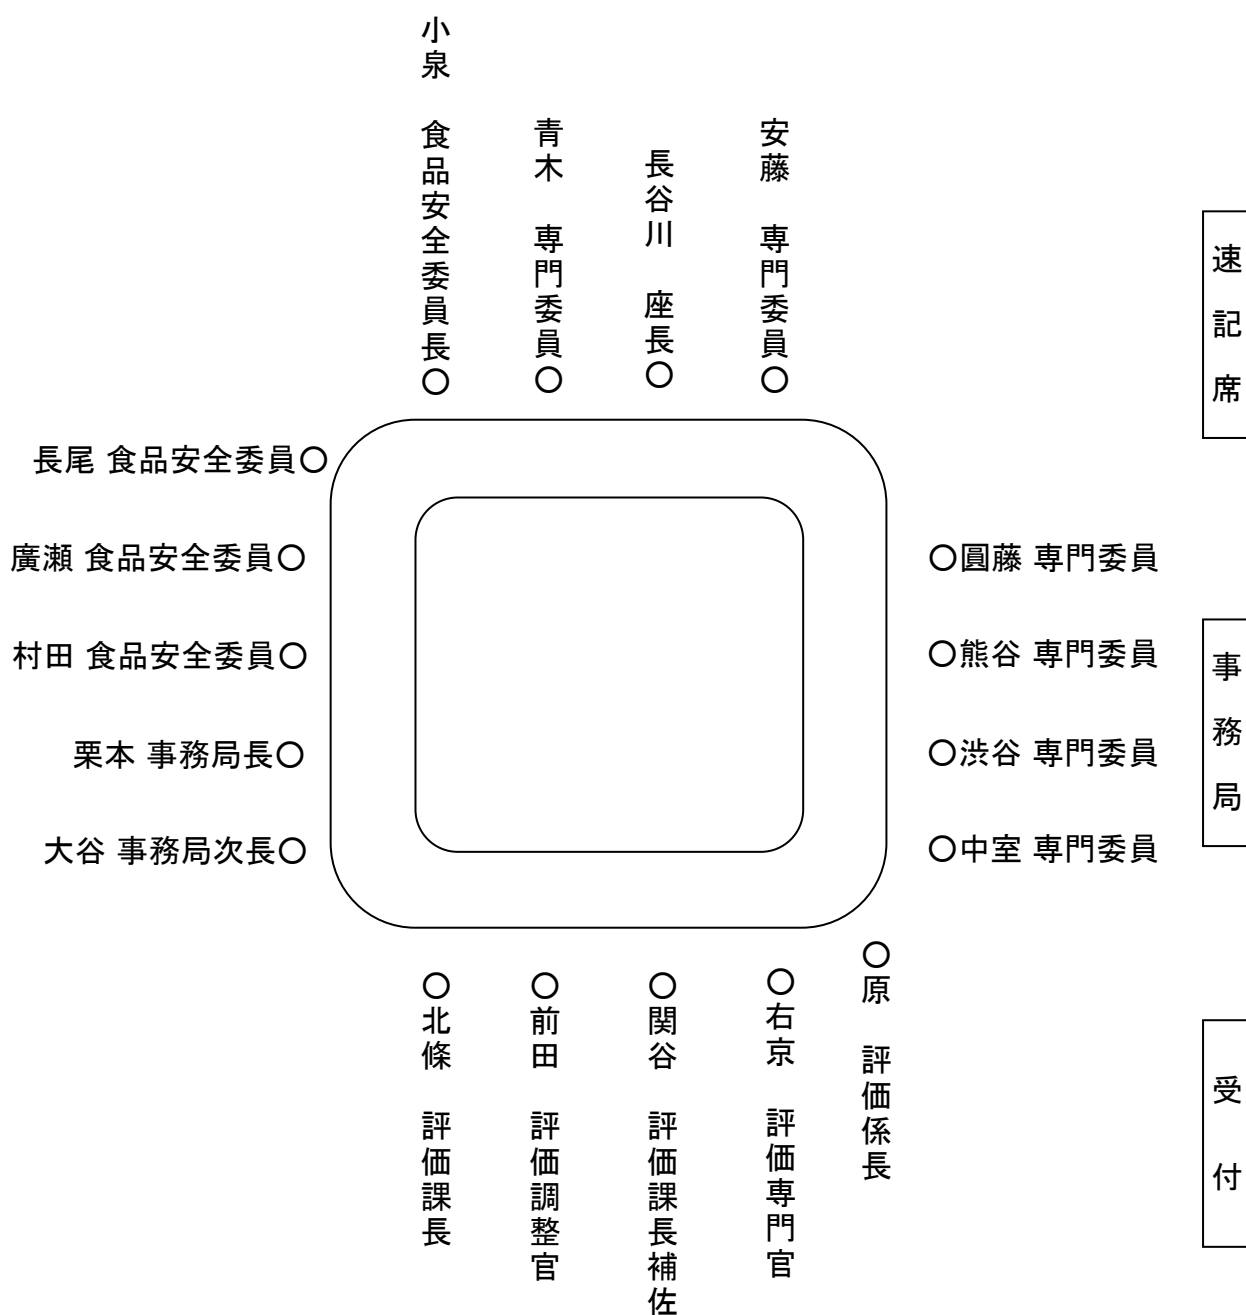 小泉 食品安全委員長○
青木 専門委員○
長谷川 座長○
安藤 専門委員○
速記席
長尾 食品安全委員○
廣瀬 食品安全委員○
村田 食品安全委員○
栗本 事務局長○
大谷 事務局次長○
○圓藤 専門委員
○熊谷 専門委員
○渋谷 専門委員
○中室 専門委員
事務局
○北條 評価課長
○前田 評価調整官
○関谷 評価課長補佐
○右京 評価専門官
○原 評価係長
受付